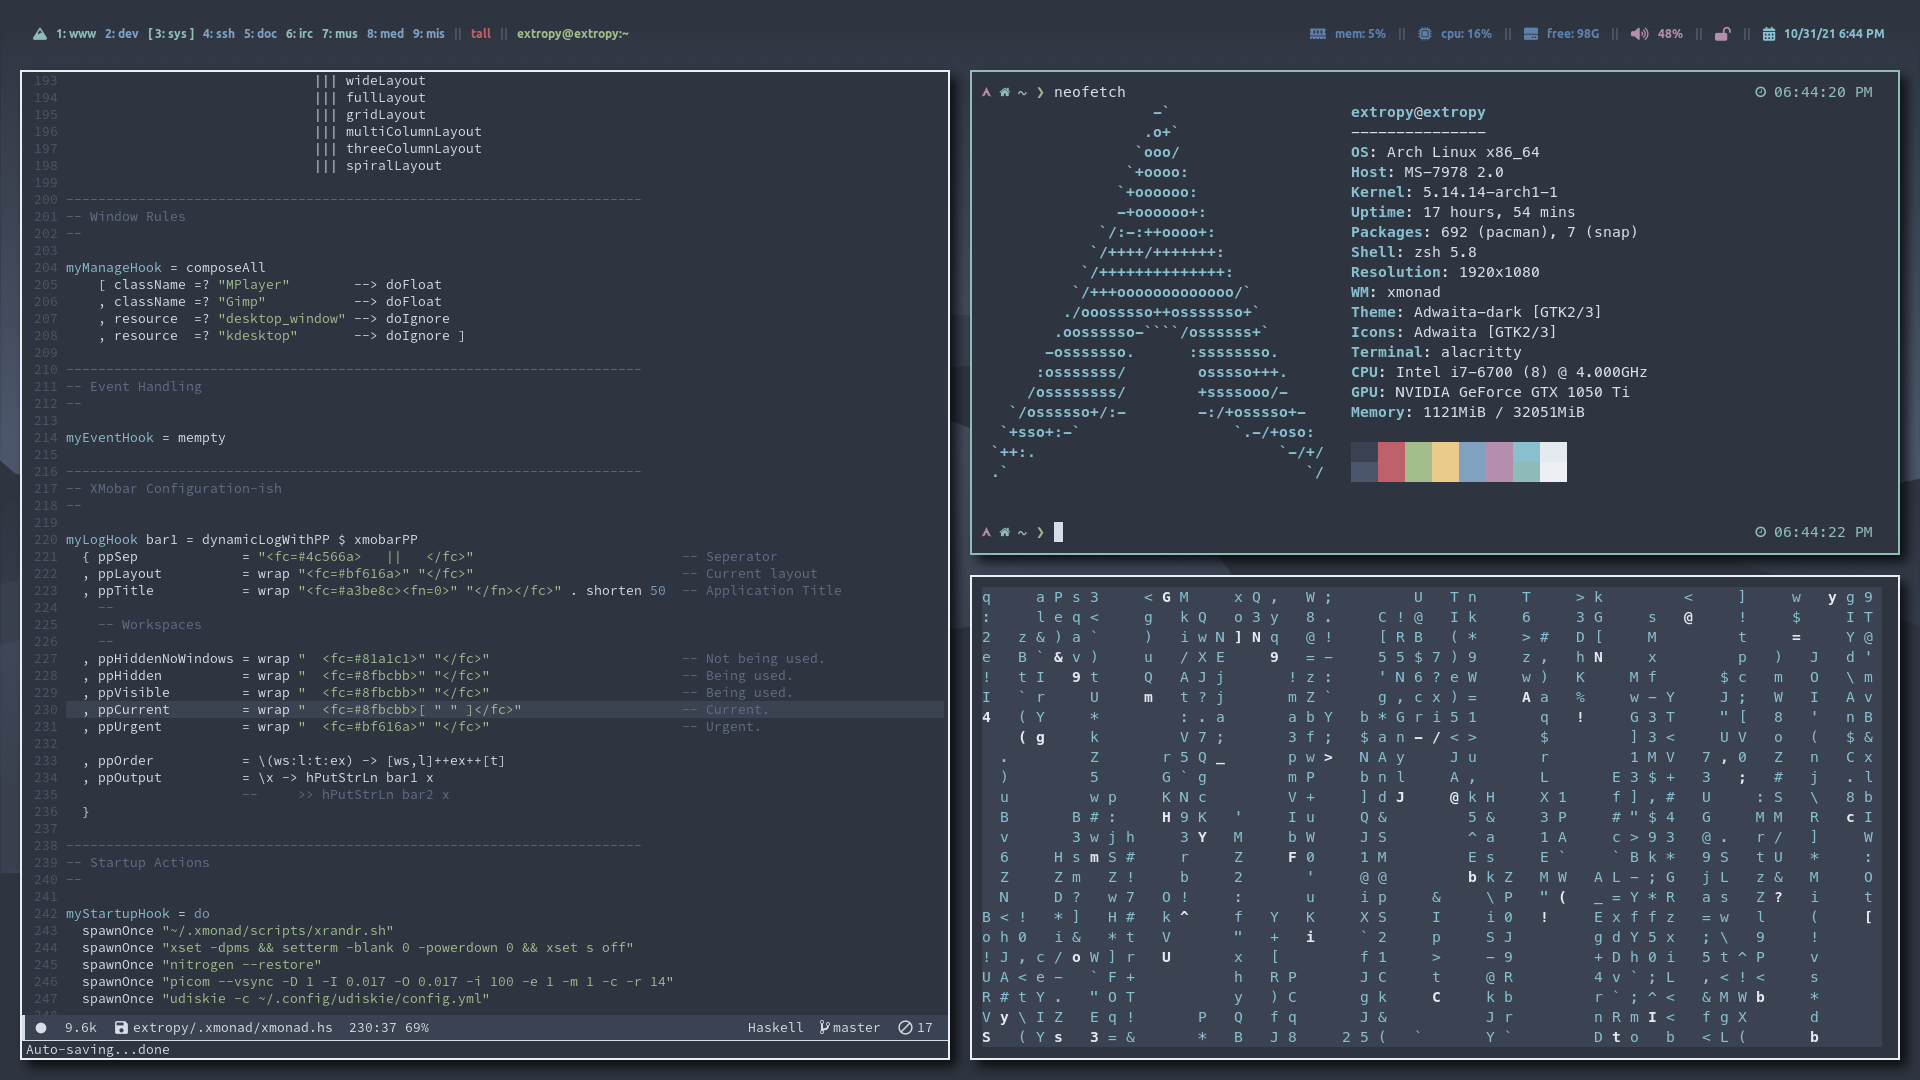 1: www 2: dev [ 3: sys ] 4: ssh 5: doc 6: irc 7: mus 8: med 9: mis || tall || extropy@extropy:~
mem: 5% || cpu: 16% || free: 98G || 48% || || 10/31/21 6:44 PM
193 ||| wideLayout
194 ||| fullLayout
195 ||| gridLayout
196 ||| multiColumnLayout
197 ||| threeColumnLayout
198 ||| spiralLayout
199
200 ------------------------------------------------------------------------
201 -- Window Rules
202 --
203
204 myManageHook = composeAll
205 [ className =? "MPlayer" --> doFloat
206 , className =? "Gimp" --> doFloat
207 , resource =? "desktop_window" --> doIgnore
208 , resource =? "kdesktop" --> doIgnore ]
209
210 ------------------------------------------------------------------------
211 -- Event Handling
212 --
213
214 myEventHook = mempty
215
216 ------------------------------------------------------------------------
217 -- XMobar Configuration-ish
218 --
219
220 myLogHook bar1 = dynamicLogWithPP $ xmobarPP
221 { ppSep = "<fc=#4c566a> || </fc>" -- Seperator
222 , ppLayout = wrap "<fc=#bf616a>" "</fc>" -- Current layout
223 , ppTitle = wrap "<fc=#a3be8c><fn=0>" "</fn></fc>" . shorten 50 -- Application Title
224 --
225 -- Workspaces
226 --
227 , ppHiddenNoWindows = wrap " <fc=#81a1c1>" "</fc>" -- Not being used.
228 , ppHidden = wrap " <fc=#8fbcbb>" "</fc>" -- Being used.
229 , ppVisible = wrap " <fc=#8fbcbb>" "</fc>" -- Being used.
230 , ppCurrent = wrap " <fc=#8fbcbb>[ " " ]</fc>" -- Current.
231 , ppUrgent = wrap " <fc=#bf616a>" "</fc>" -- Urgent.
232
233 , ppOrder = \(ws:l:t:ex) -> [ws,l]++ex++[t]
234 , ppOutput = \x -> hPutStrLn bar1 x
235 -- >> hPutStrLn bar2 x
236 }
237
238 ------------------------------------------------------------------------
239 -- Startup Actions
240 --
241
242 myStartupHook = do
243 spawnOnce "~/.xmonad/scripts/xrandr.sh"
244 spawnOnce "xset -dpms && setterm -blank 0 -powerdown 0 && xset s off"
245 spawnOnce "nitrogen --restore"
246 spawnOnce "picom --vsync -D 1 -I 0.017 -O 0.017 -i 100 -e 1 -m 1 -c -r 14"
247 spawnOnce "udiskie -c ~/.config/udiskie/config.yml"
9.6k extropy/.xmonad/xmonad.hs 230:37 69% Haskell master 17
Auto-saving...done
~ ❯ neofetch 06:44:20 PM
extropy@extropy
---------------
OS: Arch Linux x86_64
Host: MS-7978 2.0
Kernel: 5.14.14-arch1-1
Uptime: 17 hours, 54 mins
Packages: 692 (pacman), 7 (snap)
Shell: zsh 5.8
Resolution: 1920x1080
WM: xmonad
Theme: Adwaita-dark [GTK2/3]
Icons: Adwaita [GTK2/3]
Terminal: alacritty
CPU: Intel i7-6700 (8) @ 4.000GHz
GPU: NVIDIA GeForce GTX 1050 Ti
Memory: 1121MiB / 32051MiB
~ ❯ 06:44:22 PM